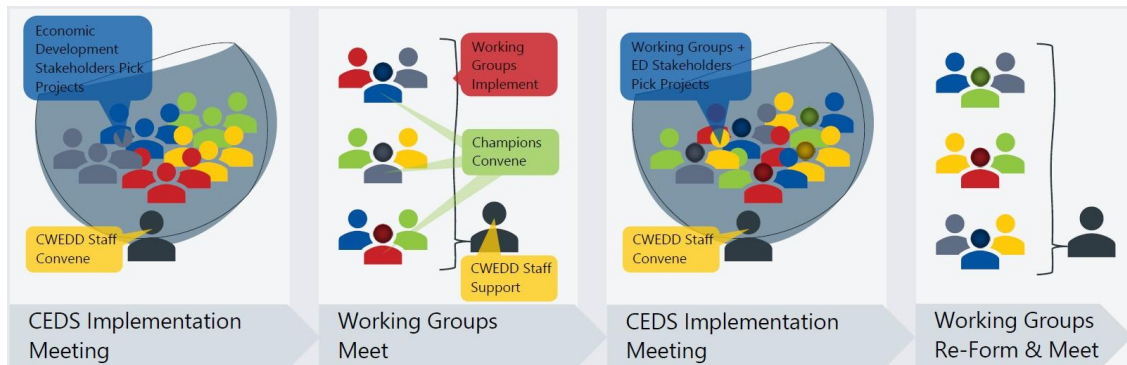 Economic
Development
Stakeholders Pick
Projects
CWEDD Staff
Convene
CEDS Implementation
Meeting
Working
Groups
Implement
Champions
Convene
CWEDD Staff
Support
Working Groups
Meet
Working Groups +
ED Stakeholders
Pick Projects
CWEDD Staff
Convene
CEDS Implementation
Meeting
Working Groups
Re-Form & Meet